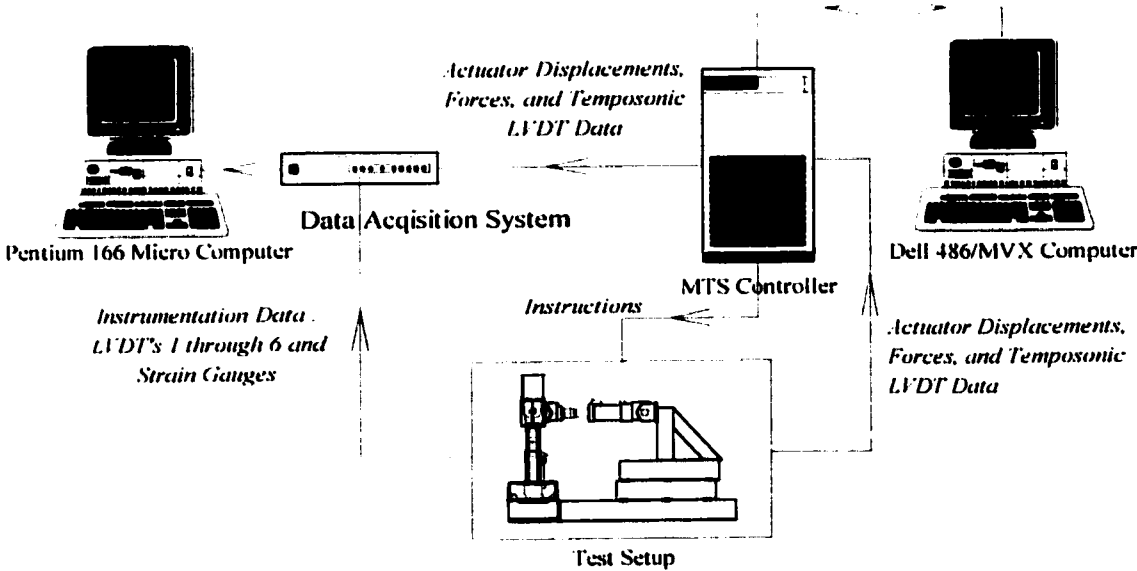 Actuator Displacements,
Forces, and Temposonic
LVDT Data
Data Acqisition System
Pentium 166 Micro Computer
MTS Controller
Dell 486/MVX Computer
Instructions
Instrumentation Data .
LVDT's 1 through 6 and
Strain Gauges
Actuator Displacements,
Forces, and Temposonic
LVDT Data
Test Setup